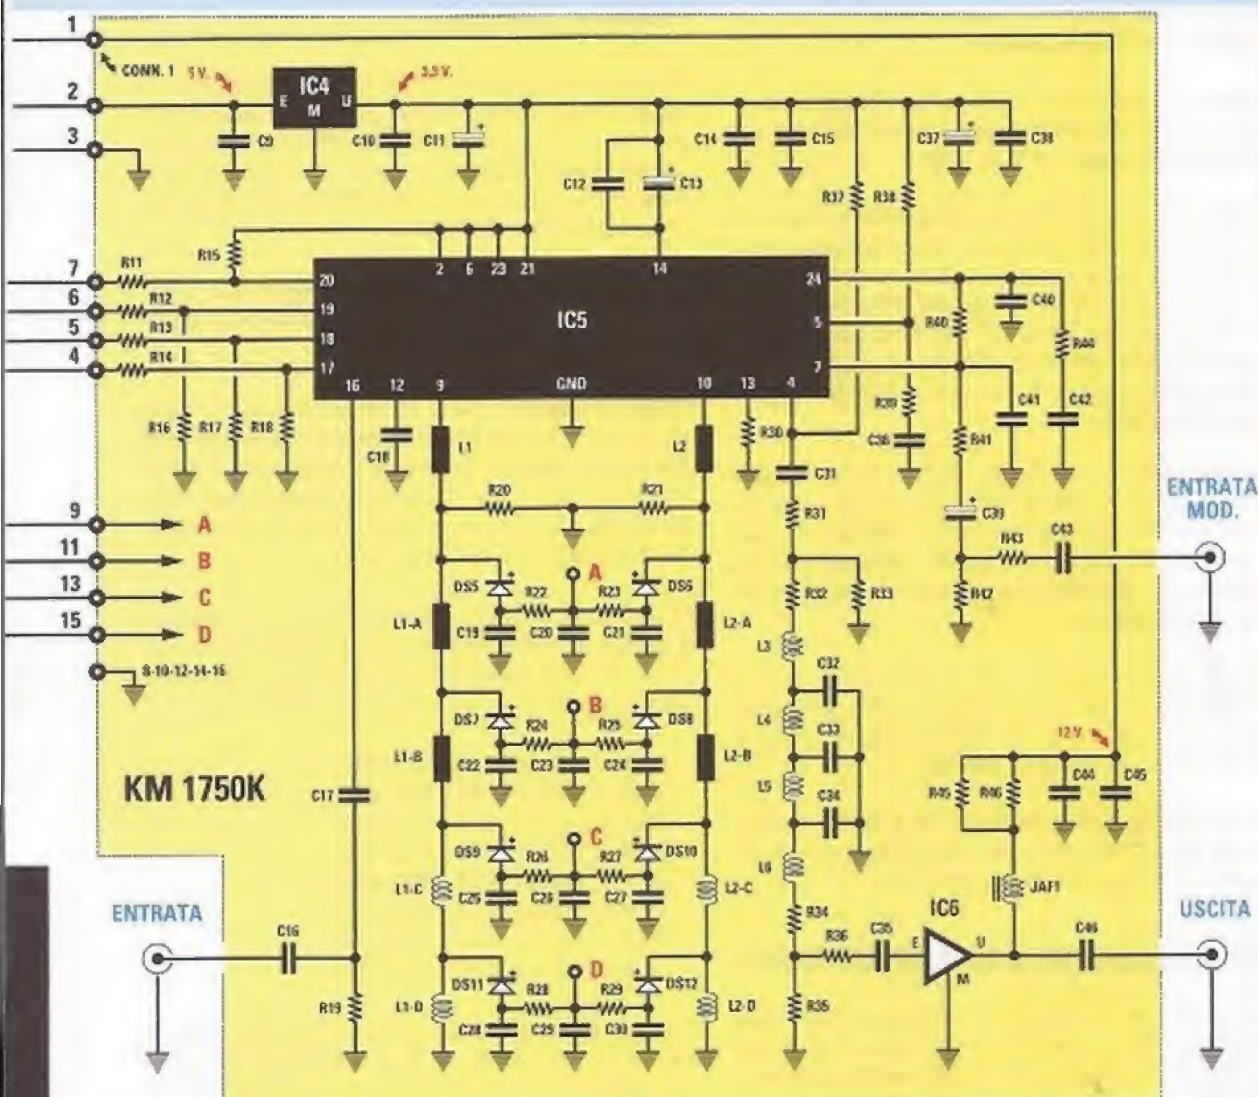 1
CONN. 1
5 V.
IC4
E
M
U
3,3 V.
2
3
C9
C10
C11
+
C12
+
C13
C14
C15
R37
R38
C37
+
C38
7
R11
R15
6
R12
5
R13
4
R14
R16
R17
R18
20
19
18
17
2
6
23
21
14
IC5
24
5
7
16
12
9
GND
10
13
4
C18
L1
L2
R30
C31
R31
R39
C36
R40
C40
R44
C41
C42
R41
+
C39
R43
C43
R42
ENTRATA
MOD.
9
A
11
B
13
C
15
D
8-10-12-14-16
R20
R21
DS5
+
R22
A
R23
+
DS6
L1-A
C19
C20
C21
L2-A
R32
R33
L3
C32
DS7
+
R24
B
R25
+
DS8
L4
C33
L1-B
C22
C23
C24
L2-B
L5
C34
KM 1750K
C17
DS9
+
R26
C
R27
+
DS10
L1-C
C25
C26
C27
L2-C
L6
12 V.
R45
R46
C44
C45
JAF1
ENTRATA
C16
R19
DS11
+
R28
D
R29
+
DS12
L1-D
C28
C29
C30
L2-D
R34
R36
C35
R35
IC6
E
U
M
C46
USCITA